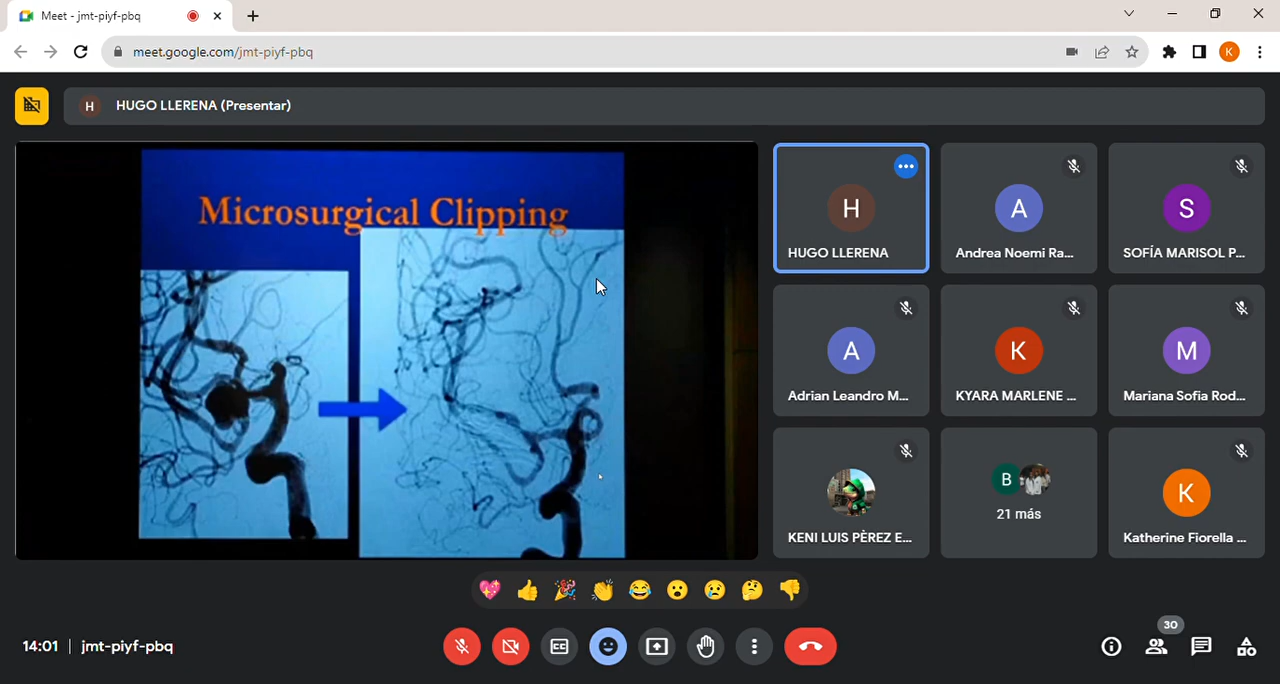 Meet - jmt-piyf-pbq
meet.google.com/jmt-piyf-pbq
K
H
HUGO LLERENA (Presentar)
Microsurgical Clipping
H
HUGO LLERENA
A
Andrea Noemi Ra...
S
SOFÍA MARISOL P...
A
Adrian Leandro M...
K
KYARA MARLENE ...
M
Mariana Sofia Rod...
KENI LUIS PÈREZ E...
B
21 más
K
Katherine Fiorella ...
14:01 | jmt-piyf-pbq
30